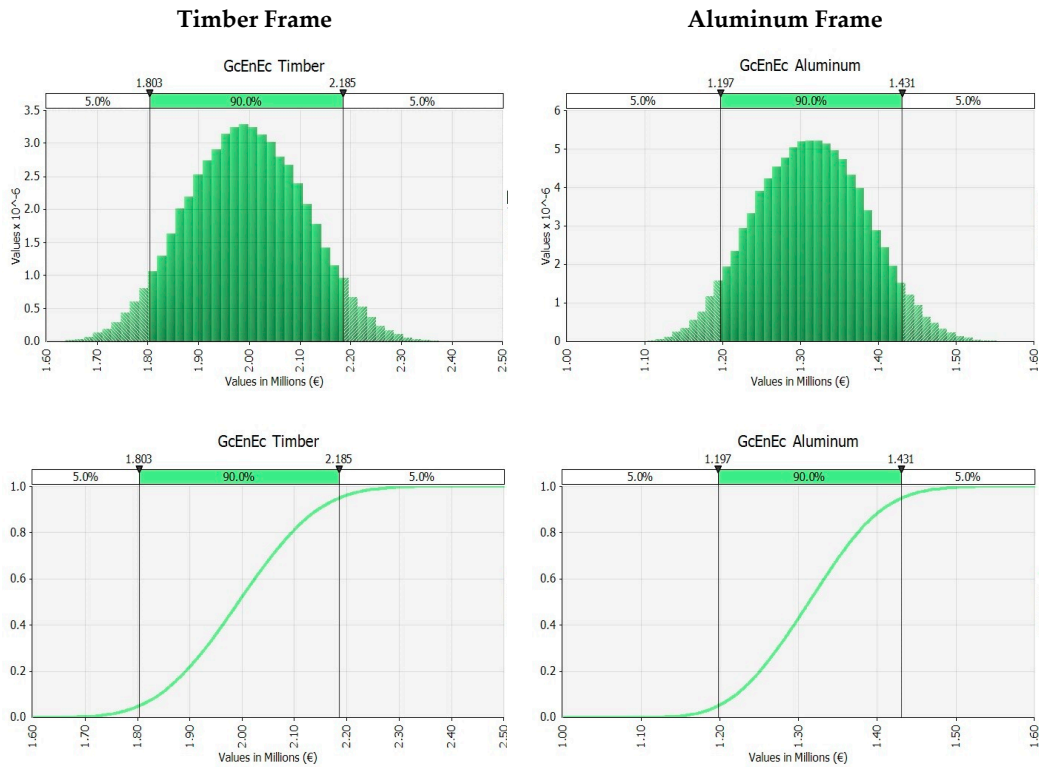 Timber Frame
GcEnEc Timber
1.803 2.185
5.0% 90.0% 5.0%
3.5
3.0
2.5
2.0
1.5
1.0
0.5
0.0
Values x 10^-6
1.60 1.70 1.80 1.90 2.00 2.10 2.20 2.30 2.40 2.50
Values in Millions (€)
Aluminum Frame
GcEnEc Aluminum
1.197 1.431
5.0% 90.0% 5.0%
6
5
4
3
2
1
0
Values x 10^-6
1.00 1.10 1.20 1.30 1.40 1.50 1.60
Values in Millions (€)
GcEnEc Timber
1.803 2.185
5.0% 90.0% 5.0%
1.0
0.8
0.6
0.4
0.2
0.0
1.60 1.70 1.80 1.90 2.00 2.10 2.20 2.30 2.40 2.50
Values in Millions (€)
GcEnEc Aluminum
1.197 1.431
5.0% 90.0% 5.0%
1.0
0.8
0.6
0.4
0.2
0.0
1.00 1.10 1.20 1.30 1.40 1.50 1.60
Values in Millions (€)